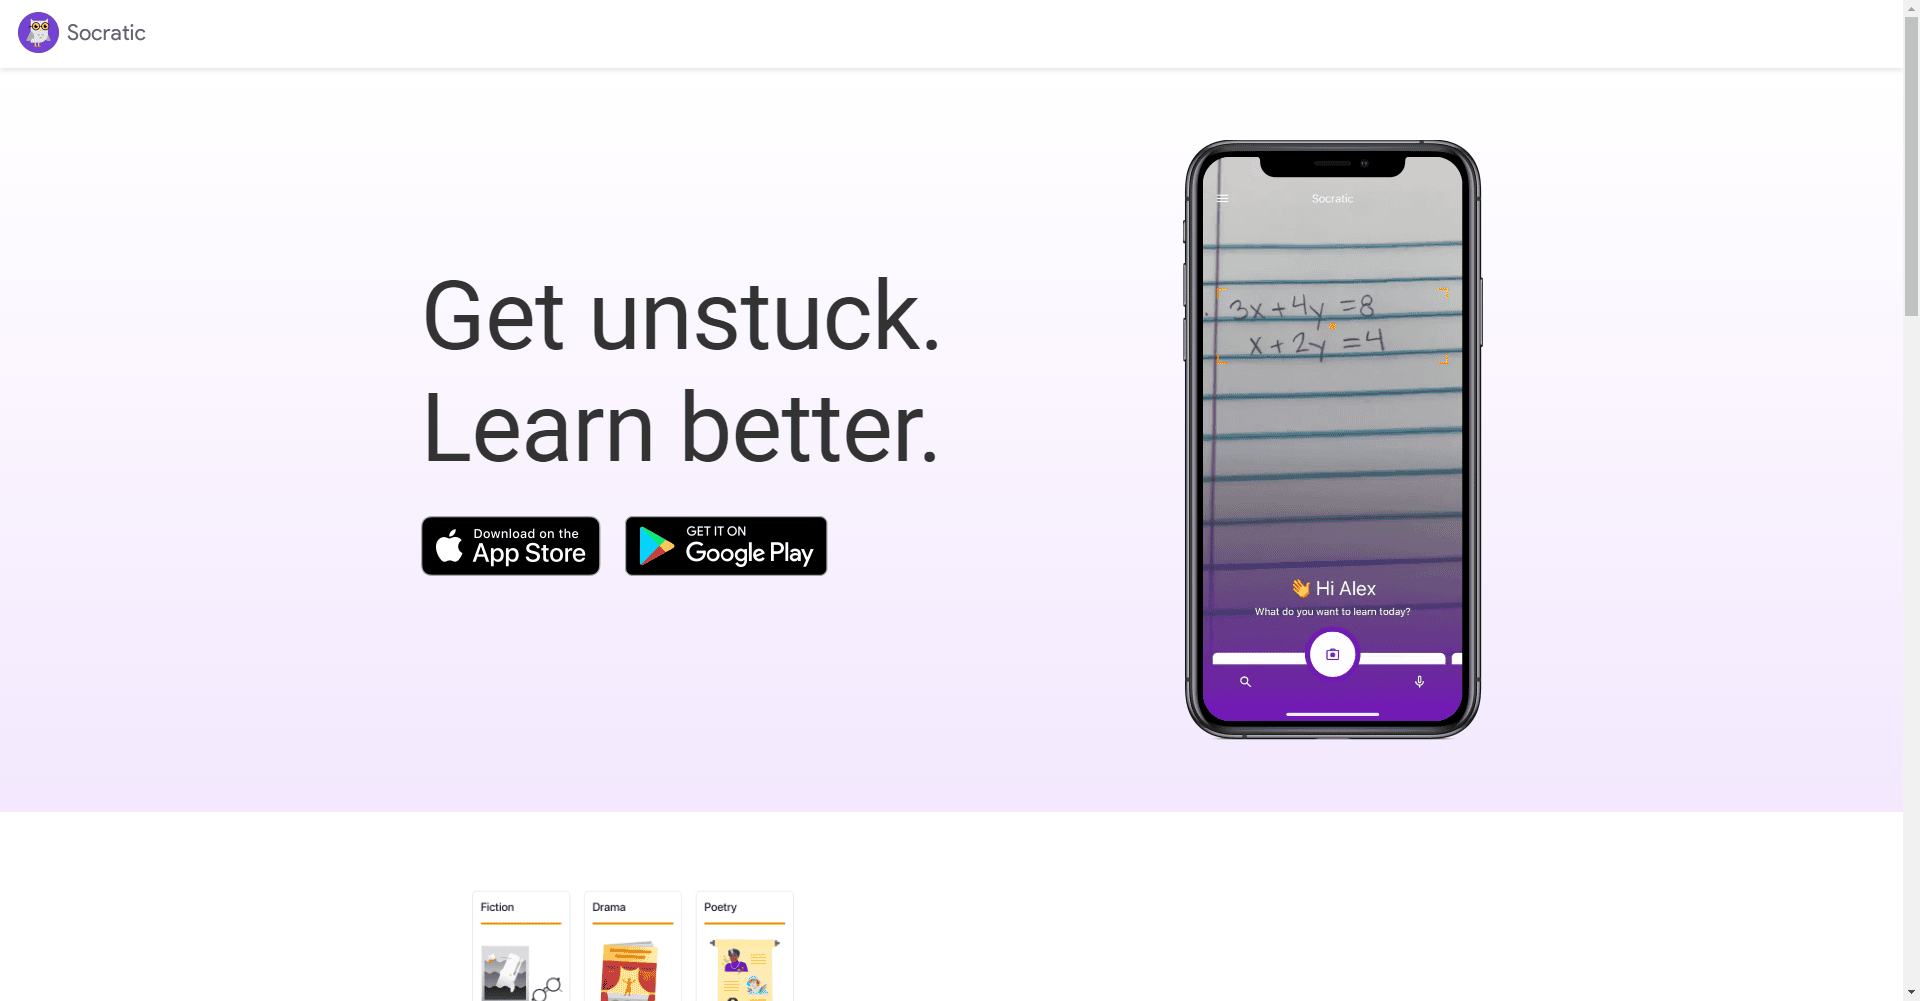 Socratic
Get unstuck.
Learn better.
Download on the
App Store
GET IT ON
Google Play
Socratic
3x + 4y = 8
x + 2y = 4
👋 Hi Alex
What do you want to learn today?
Fiction
Drama
Poetry